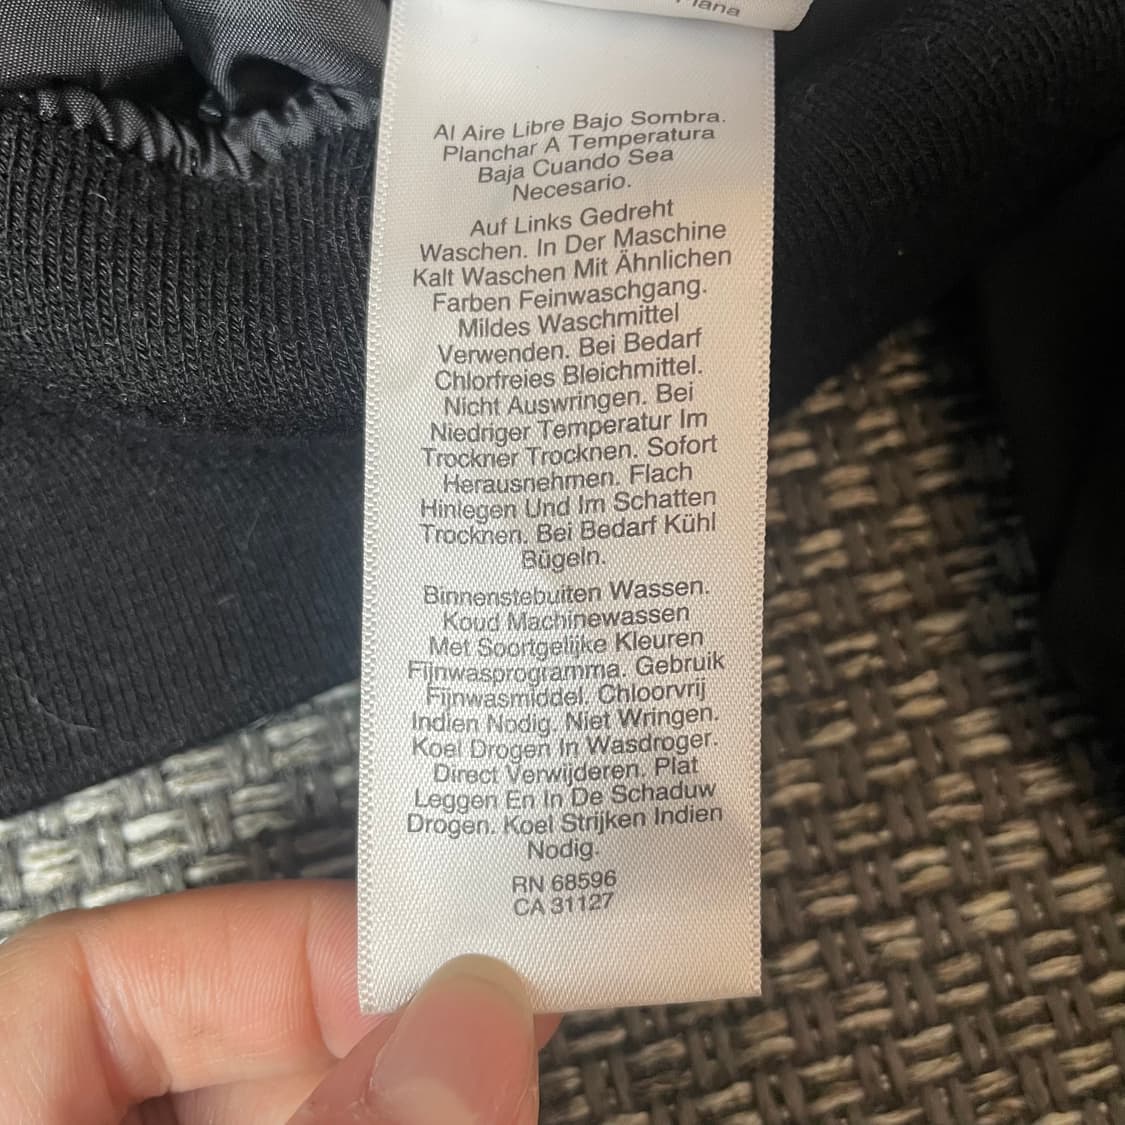 Al Aire Libre Bajo Sombra.
Planchar A Temperatura
Baja Cuando Sea
Necesario.
Auf Links Gedreht
Waschen. In Der Maschine
Kalt Waschen Mit Ähnlichen
Farben Feinwaschgang.
Mildes Waschmittel
Verwenden. Bei Bedarf
Chlorfreies Bleichmittel.
Nicht Auswringen. Bei
Niedriger Temperatur Im
Trockner Trocknen. Sofort
Herausnehmen. Flach
Hinlegen Und Im Schatten
Trocknen. Bei Bedarf Kühl
Bügeln.
Binnenstebuiten Wassen.
Koud Machinewassen
Met Soortgelijke Kleuren
Fijnwasprogramma. Gebruik
Fijnwasmiddel. Chloorvrij
Indien Nodig. Niet Wringen.
Koel Drogen In Wasdroger.
Direct Verwijderen. Plat
Leggen En In De Schaduw
Drogen. Koel Strijken Indien
Nodig.
RN 68596
CA 31127